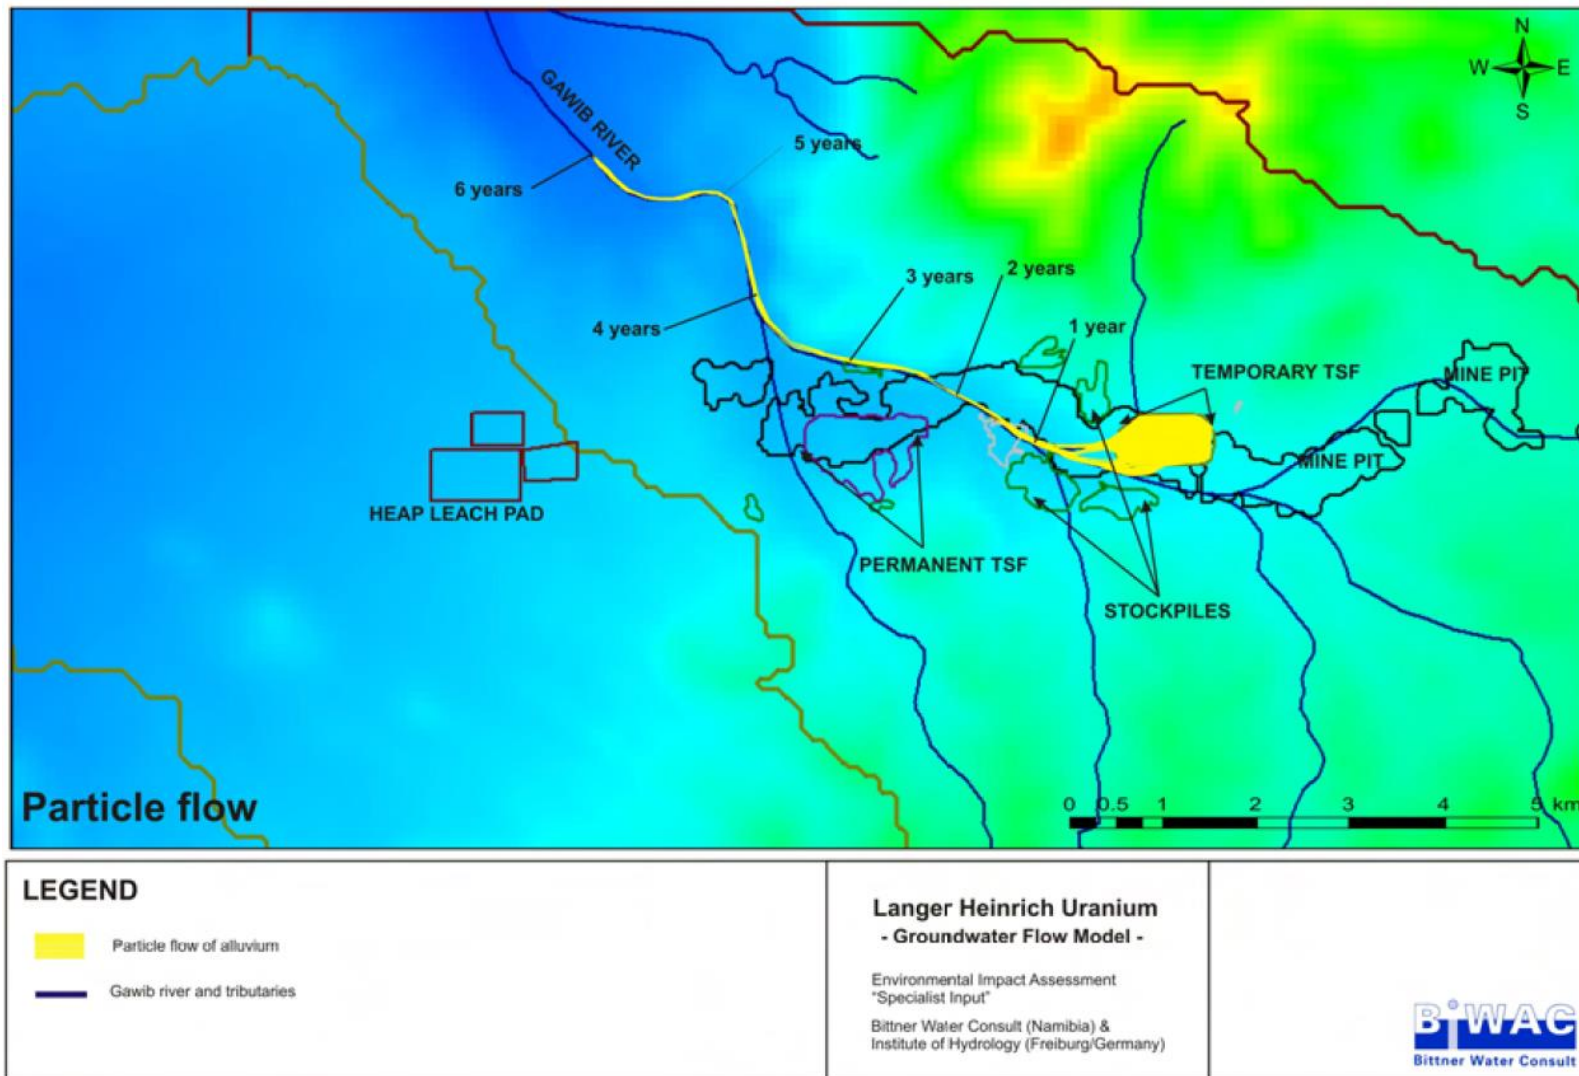 N
W E
S
GAWIB RIVER
5 years
6 years
3 years
2 years
4 years
1 year
TEMPORARY TSF
MINE PIT
MINE PIT
HEAP LEACH PAD
PERMANENT TSF
STOCKPILES
Particle flow
0 0.5 1 2 3 4 5 km
LEGEND
Particle flow of alluvium
Gawib river and tributaries
Langer Heinrich Uranium
- Groundwater Flow Model -
Environmental Impact Assessment
"Specialist Input"
Bittner Water Consult (Namibia) &
Institute of Hydrology (Freiburg/Germany)
BiWAC
Bittner Water Consult